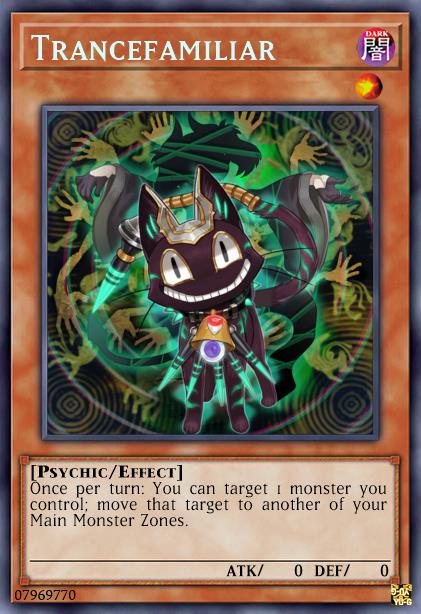 TRANCEFAMILIAR
DARK
闇
[PSYCHIC/EFFECT]
Once per turn: You can target 1 monster you
control; move that target to another of your
Main Monster Zones.
ATK/ 0 DEF/ 0
07969770